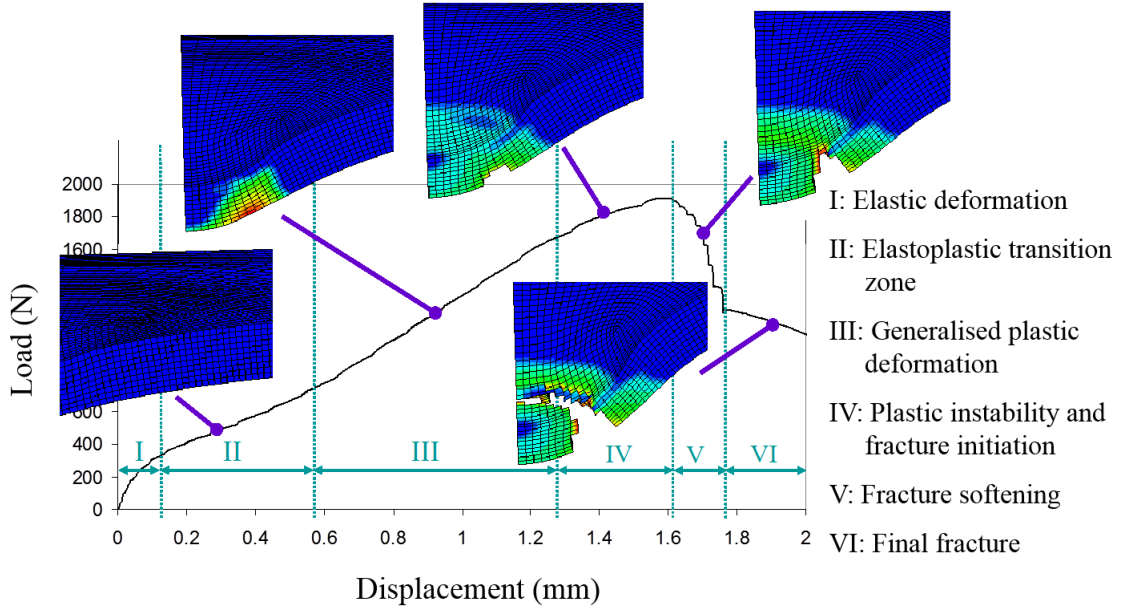 2000
1800
1600
600
400
200
0
Load (N)
I
II
III
IV
V
VI
0
0.2
0.4
0.6
0.8
1
1.2
1.4
1.6
1.8
2
Displacement (mm)
I: Elastic deformation
II: Elastoplastic transition
zone
III: Generalised plastic
deformation
IV: Plastic instability and
fracture initiation
V: Fracture softening
VI: Final fracture